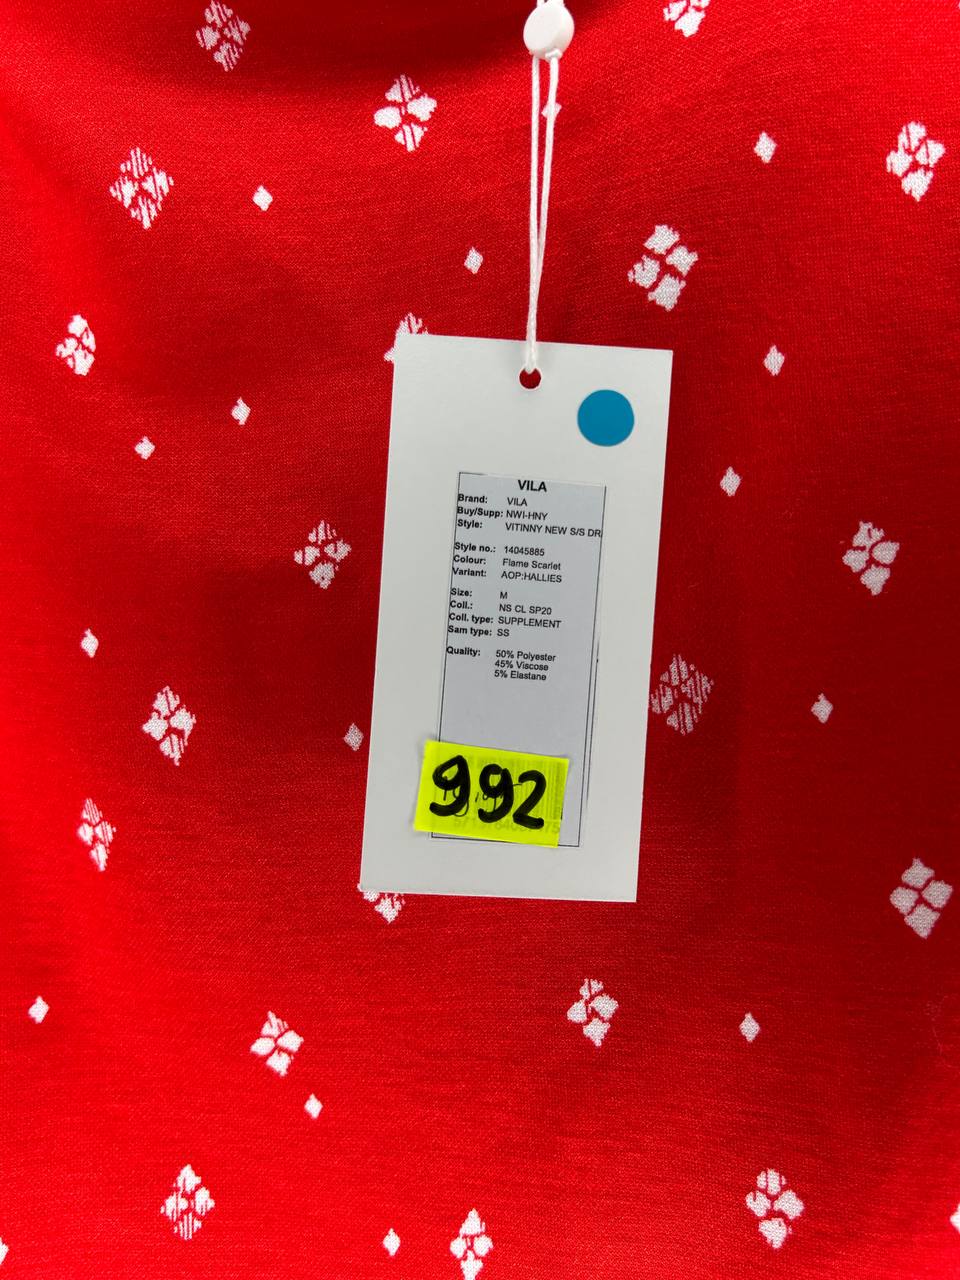 VILA
Brand: VILA
Buy/Supp: NWI-HNY
Style: VITINNY NEW S/S DR
Style no.: 14045885
Colour: Flame Scarlet
Variant: AOP:HALLIES
Size: M
Coll.: NS CL SP20
Coll. type: SUPPLEMENT
Sam type: SS
Quality: 50% Polyester
45% Viscose
5% Elastane
992